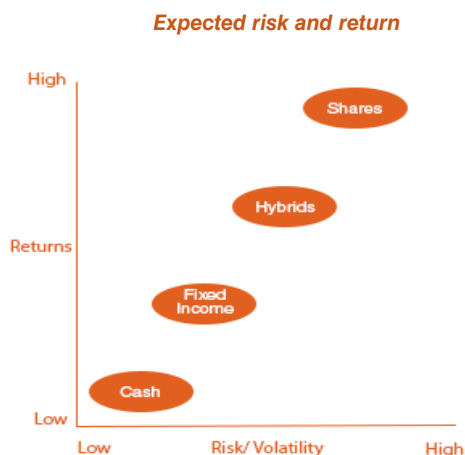 Expected risk and return
High
Shares
Hybrids
Returns
Fixed
Income
Cash
Low
Low Risk/ Volatility High